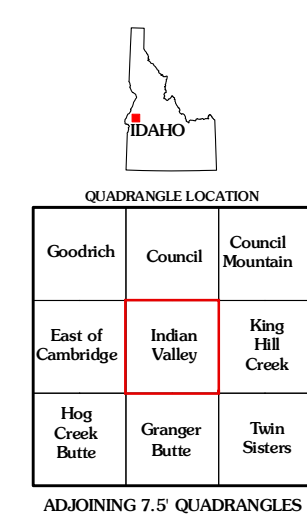 IDAHO
QUADRANGLE LOCATION
Goodrich
Council
Council
Mountain
East of
Cambridge
Indian
Valley
King
Hill
Creek
Hog
Creek
Butte
Granger
Butte
Twin
Sisters
ADJOINING 7.5' QUADRANGLES